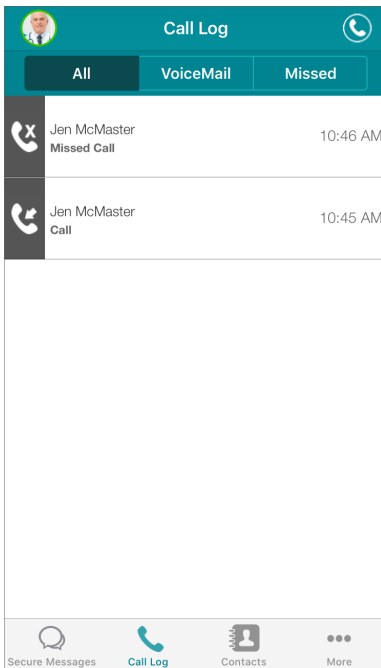 Call Log
All VoiceMail Missed
Jen McMaster
Missed Call
10:46 AM
Jen McMaster
Call
10:45 AM
Secure Messages Call Log Contacts More